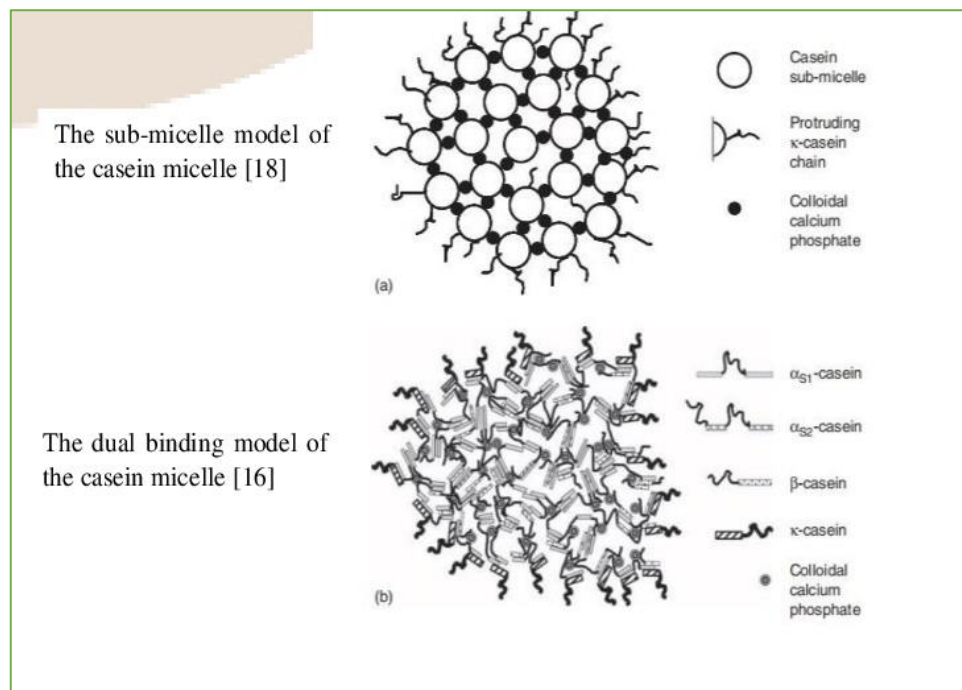 The sub-micelle model of
the casein micelle [18]
Casein
sub-micelle
Protruding
κ-casein
chain
Colloidal
calcium
phosphate
(a)
The dual binding model of
the casein micelle [16]
αS1-casein
αS2-casein
β-casein
κ-casein
Colloidal
calcium
phosphate
(b)